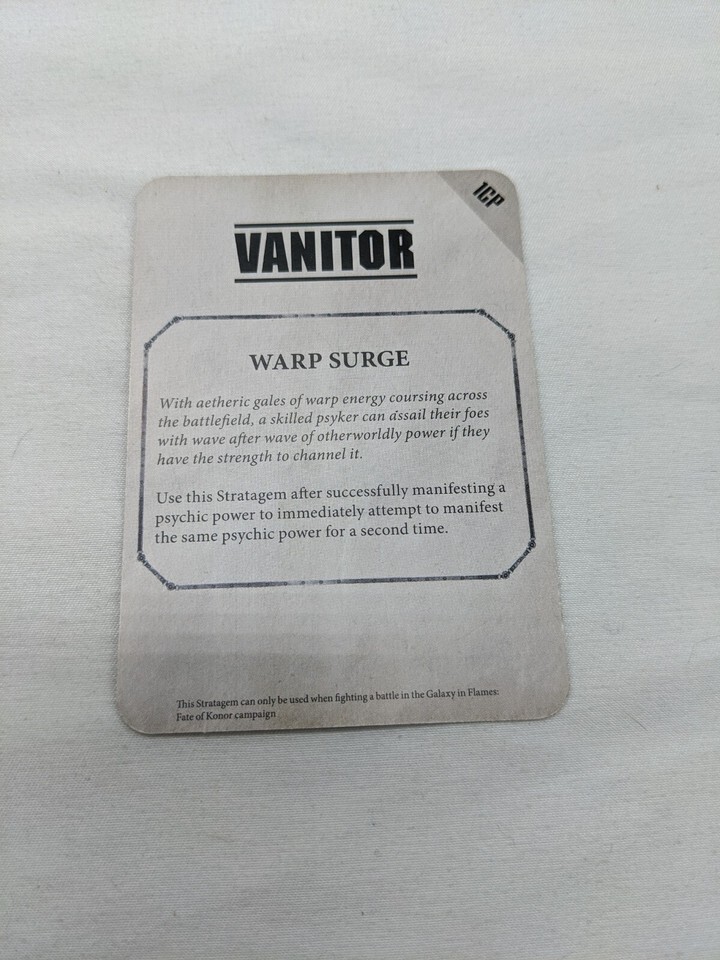 1CP
VANITOR
WARP SURGE
With aetheric gales of warp energy coursing across
the battlefield, a skilled psyker can assail their foes
with wave after wave of otherworldly power if they
have the strength to channel it.
Use this Stratagem after successfully manifesting a
psychic power to immediately attempt to manifest
the same psychic power for a second time.
This Stratagem can only be used when fighting a battle in the Galaxy in Flames:
Fate of Konor campaign